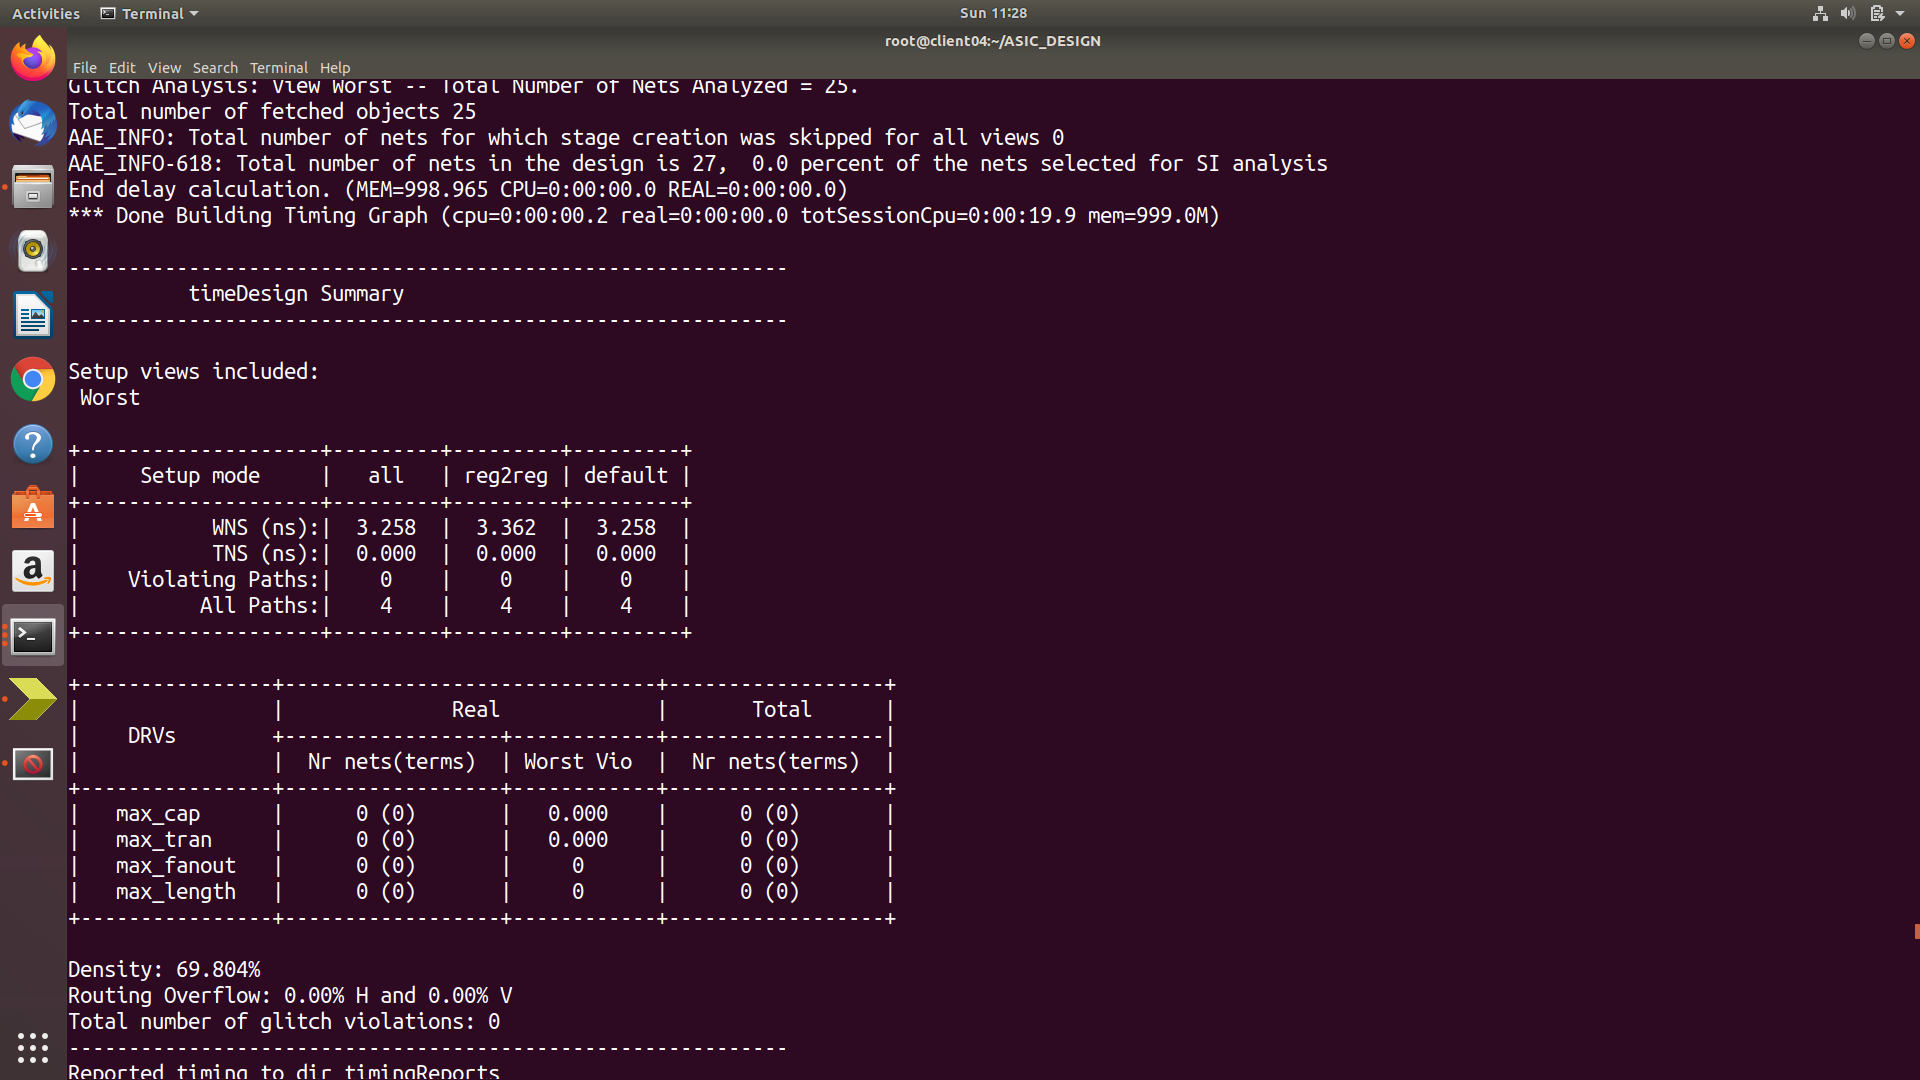 Activities Terminal Sun 11:28
root@client04:~/ASIC_DESIGN
File Edit View Search Terminal Help
Glitch Analysis: View Worst -- Total Number of Nets Analyzed = 25.
Total number of fetched objects 25
AAE_INFO: Total number of nets for which stage creation was skipped for all views 0
AAE_INFO-618: Total number of nets in the design is 27,  0.0 percent of the nets selected for SI analysis
End delay calculation. (MEM=998.965 CPU=0:00:00.0 REAL=0:00:00.0)
*** Done Building Timing Graph (cpu=0:00:00.2 real=0:00:00.0 totSessionCpu=0:00:19.9 mem=999.0M)
------------------------------------------------------------
          timeDesign Summary
------------------------------------------------------------
Setup views included:
 Worst
+--------------------+---------+---------+---------+
|     Setup mode     |   all   | reg2reg | default |
+--------------------+---------+---------+---------+
|           WNS (ns):|  3.258  |  3.362  |  3.258  |
|           TNS (ns):|  0.000  |  0.000  |  0.000  |
|    Violating Paths:|    0    |    0    |    0    |
|          All Paths:|    4    |    4    |    4    |
+--------------------+---------+---------+---------+
+----------------+-------------------------------+------------------+
|                |              Real             |       Total      |
|    DRVs        +------------------+------------+------------------|
|                |  Nr nets(terms)  | Worst Vio  |  Nr nets(terms)  |
+----------------+------------------+------------+------------------+
|   max_cap      |      0 (0)       |   0.000    |      0 (0)       |
|   max_tran     |      0 (0)       |   0.000    |      0 (0)       |
|   max_fanout   |      0 (0)       |     0      |      0 (0)       |
|   max_length   |      0 (0)       |     0      |      0 (0)       |
+----------------+------------------+------------+------------------+
Density: 69.804%
Routing Overflow: 0.00% H and 0.00% V
Total number of glitch violations: 0
------------------------------------------------------------
Reported timing to dir timingReports